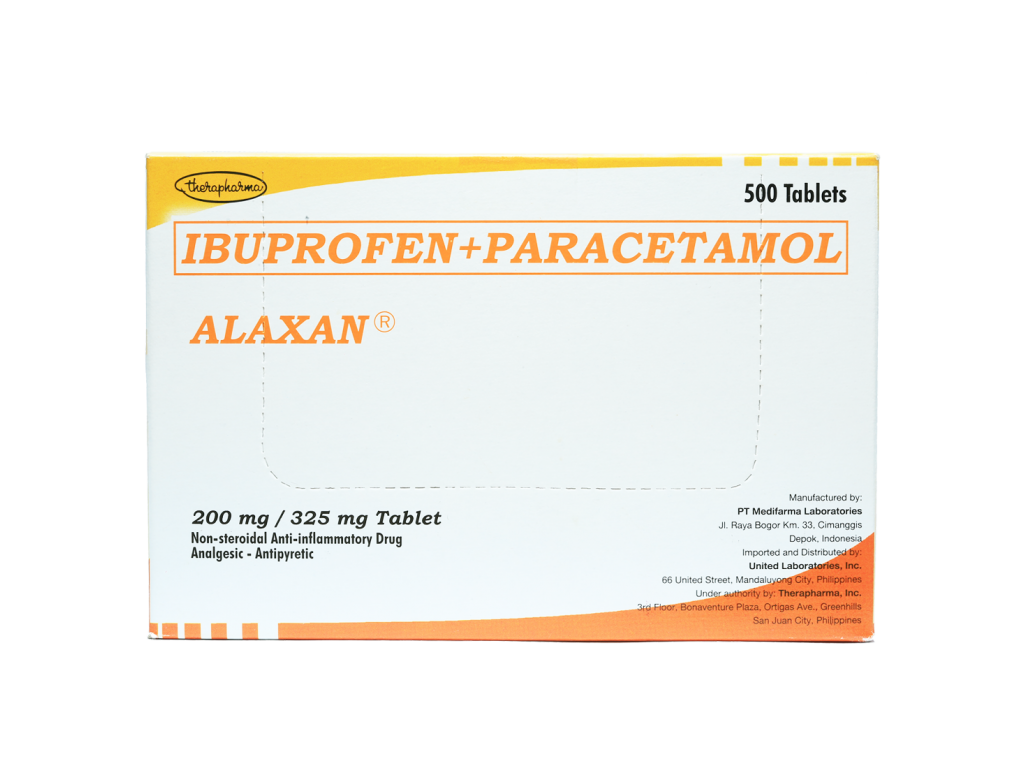 therapharma
500 Tablets
IBUPROFEN+PARACETAMOL
ALAXAN®
200 mg / 325 mg Tablet
Non-steroidal Anti-inflammatory Drug
Analgesic - Antipyretic
Manufactured by:
PT Medifarma Laboratories
Jl. Raya Bogor Km. 33, Cimanggis
Depok, Indonesia
Imported and Distributed by:
United Laboratories, Inc.
66 United Street, Mandaluyong City, Philippines
Under authority by: Therapharma, Inc.
3rd Floor, Bonaventure Plaza, Ortigas Ave., Greenhills
San Juan City, Philippines